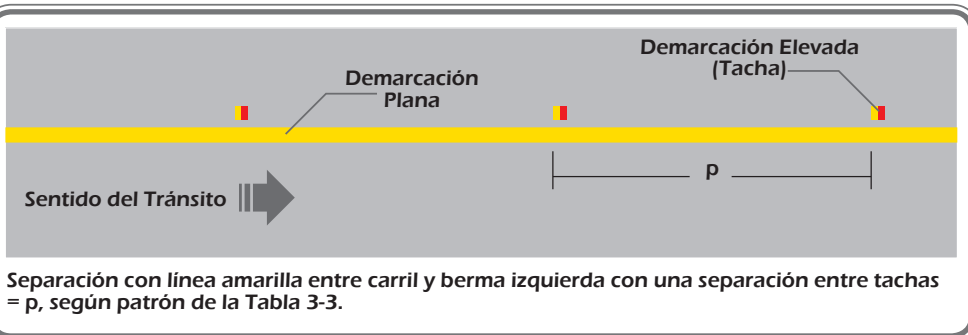 Demarcación Elevada
(Tacha)
Demarcación
Plana
p
Sentido del Tránsito
Separación con línea amarilla entre carril y berma izquierda con una separación entre tachas
= p, según patrón de la Tabla 3-3.